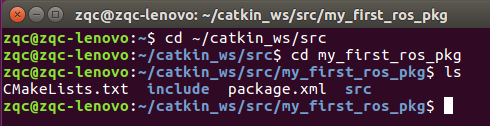 zqc@zqc-lenovo: ~/catkin_ws/src/my_first_ros_pkg
zqc@zqc-lenovo:~$ cd ~/catkin_ws/src
zqc@zqc-lenovo:~/catkin_ws/src$ cd my_first_ros_pkg
zqc@zqc-lenovo:~/catkin_ws/src/my_first_ros_pkg$ ls
CMakeLists.txt  include  package.xml  src
zqc@zqc-lenovo:~/catkin_ws/src/my_first_ros_pkg$